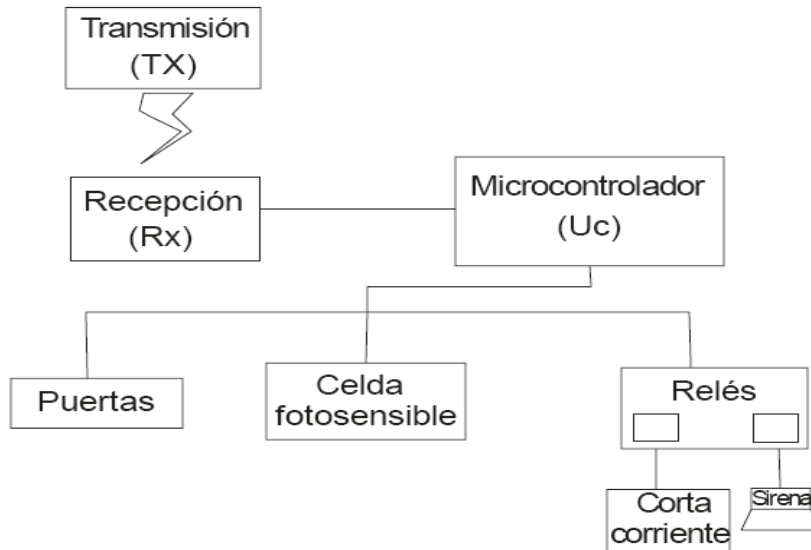 Transmisión
(TX)
Recepción
(Rx)
Microcontrolador
(Uc)
Puertas
Celda
fotosensible
Relés
Corta
corriente
Sirena